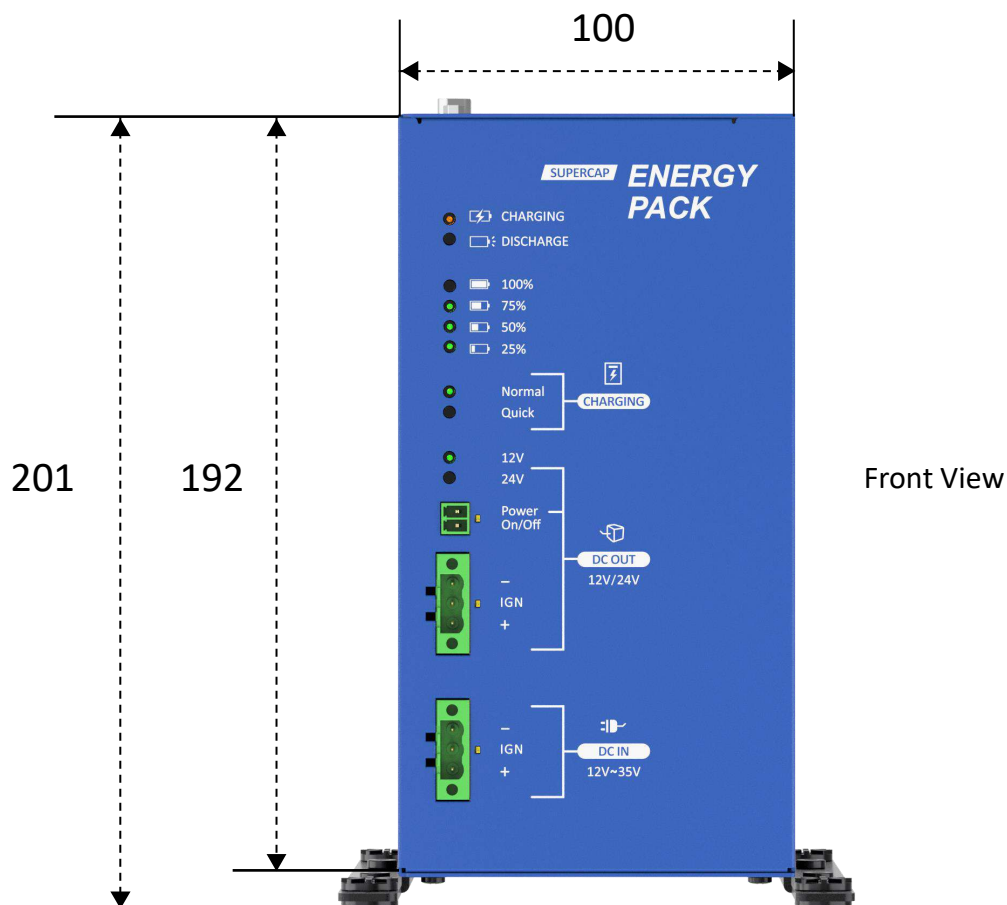 100
SUPERCAP ENERGY
PACK
CHARGING
DISCHARGE
100%
75%
50%
25%
Normal
Quick
CHARGING
12V
24V
Power
On/Off
DC OUT
12V/24V
–
IGN
+
–
IGN
+
DC IN
12V~35V
201
192
Front View